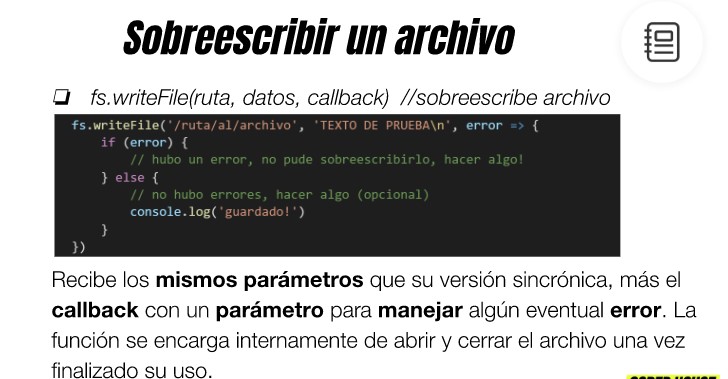 Sobreescribir un archivo
❏ fs.writeFile(ruta, datos, callback) //sobreescribe archivo
fs.writeFile('/ruta/al/archivo', 'TEXTO DE PRUEBA\n', error => {
    if (error) {
        // hubo un error, no pude sobreescribirlo, hacer algo!
    } else {
        // no hubo errores, hacer algo (opcional)
        console.log('guardado!')
    }
})
Recibe los mismos parámetros que su versión sincrónica, más el
callback con un parámetro para manejar algún eventual error. La
función se encarga internamente de abrir y cerrar el archivo una vez
finalizado su uso.